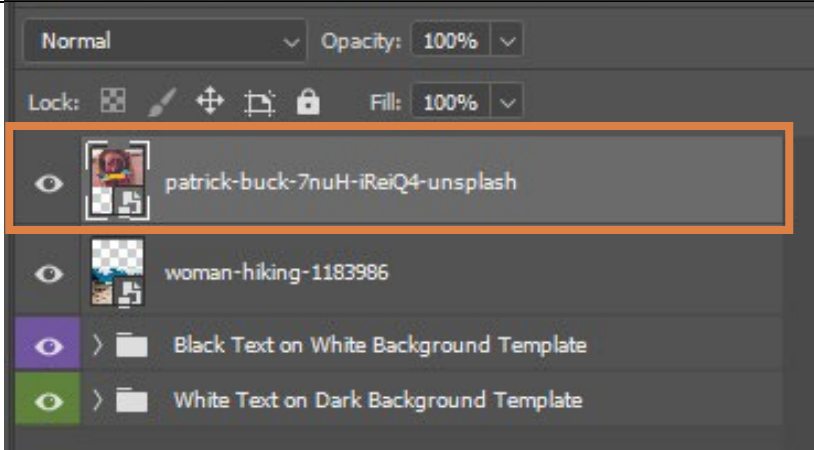 Normal Opacity: 100%
Lock: Fill: 100%
patrick-buck-7nuH-iReiQ4-unsplash
woman-hiking-1183986
Black Text on White Background Template
White Text on Dark Background Template